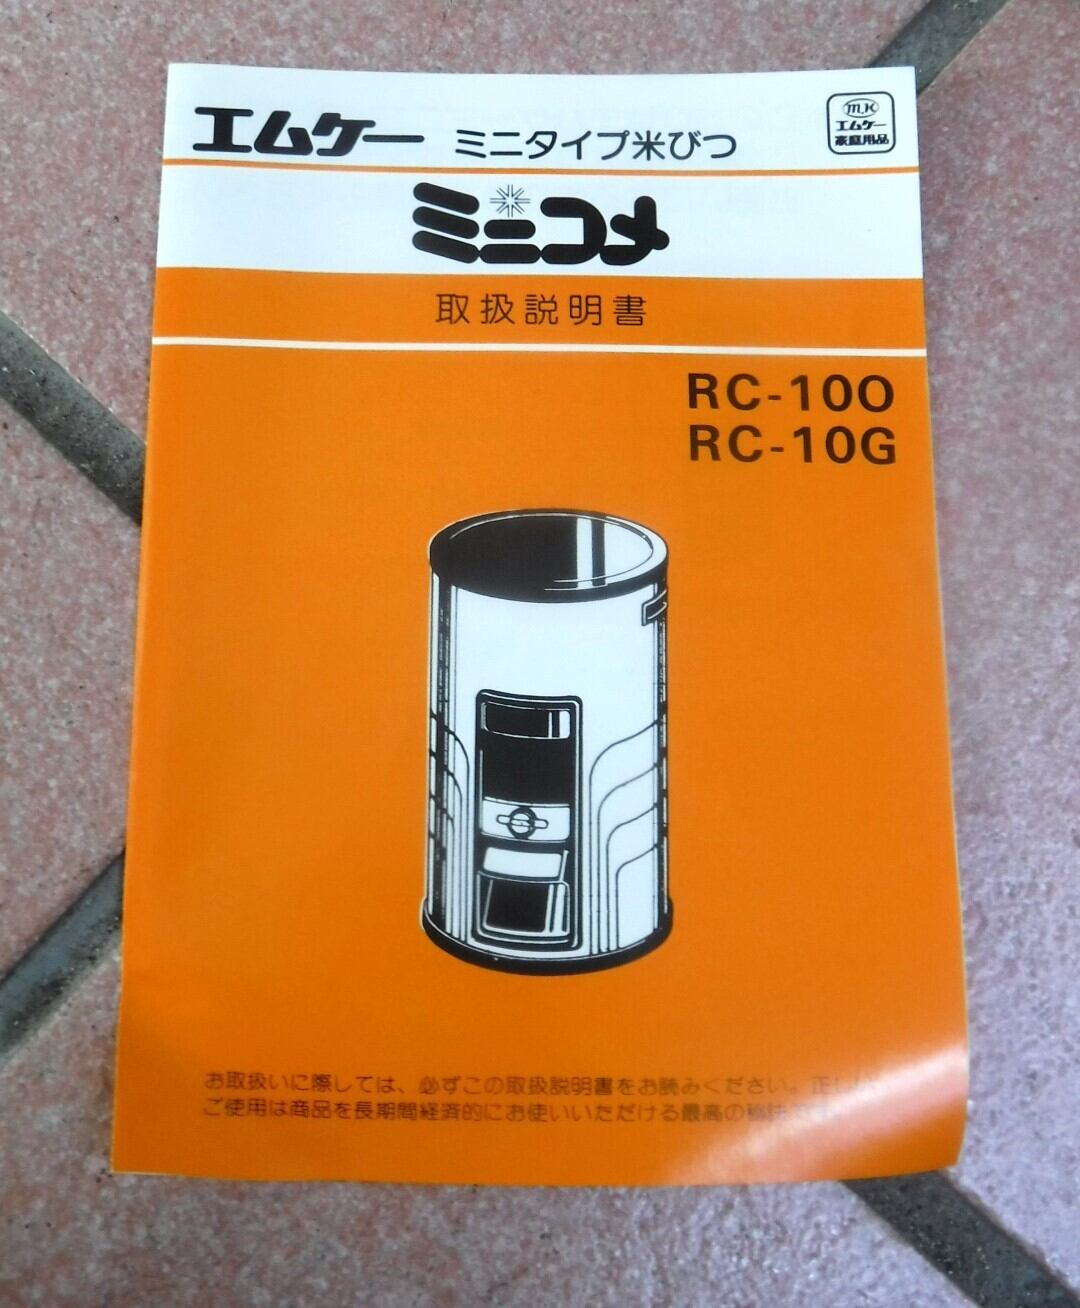 エムケー ミニタイプ米びつ
mK
エムケー
家庭用品
ミニコメ
取扱説明書
RC-10O
RC-10G
お取扱いに際しては、必ずこの取扱説明書をお読みください。正しい
ご使用は商品を長期間経済的にお使いいただける最高の秘訣です。